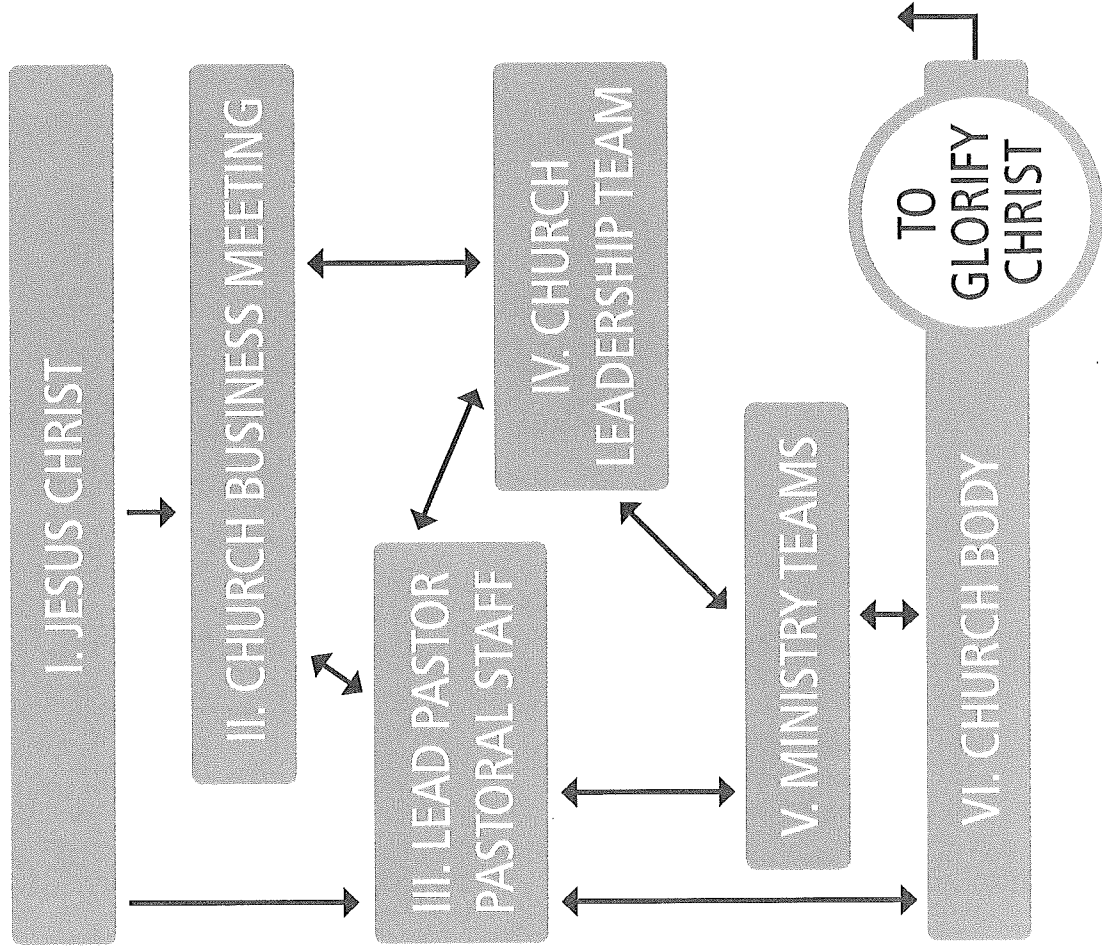 I. JESUS CHRIST
II. CHURCH BUSINESS MEETING
III. LEAD PASTOR
PASTORAL STAFF
IV. CHURCH
LEADERSHIP TEAM
V. MINISTRY TEAMS
VI. CHURCH BODY
TO
GLORIFY
CHRIST